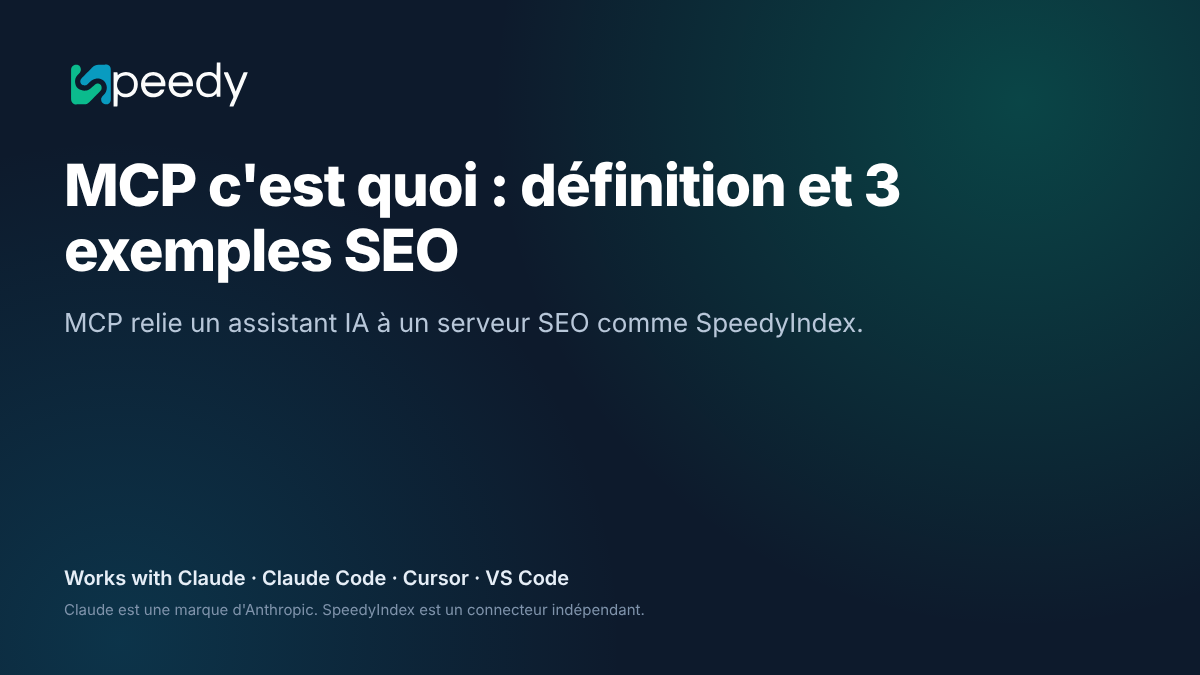 Speedy
MCP c'est quoi : définition et 3
exemples SEO
MCP relie un assistant IA à un serveur SEO comme SpeedyIndex.
Works with Claude · Claude Code · Cursor · VS Code
Claude est une marque d'Anthropic. SpeedyIndex est un connecteur indépendant.